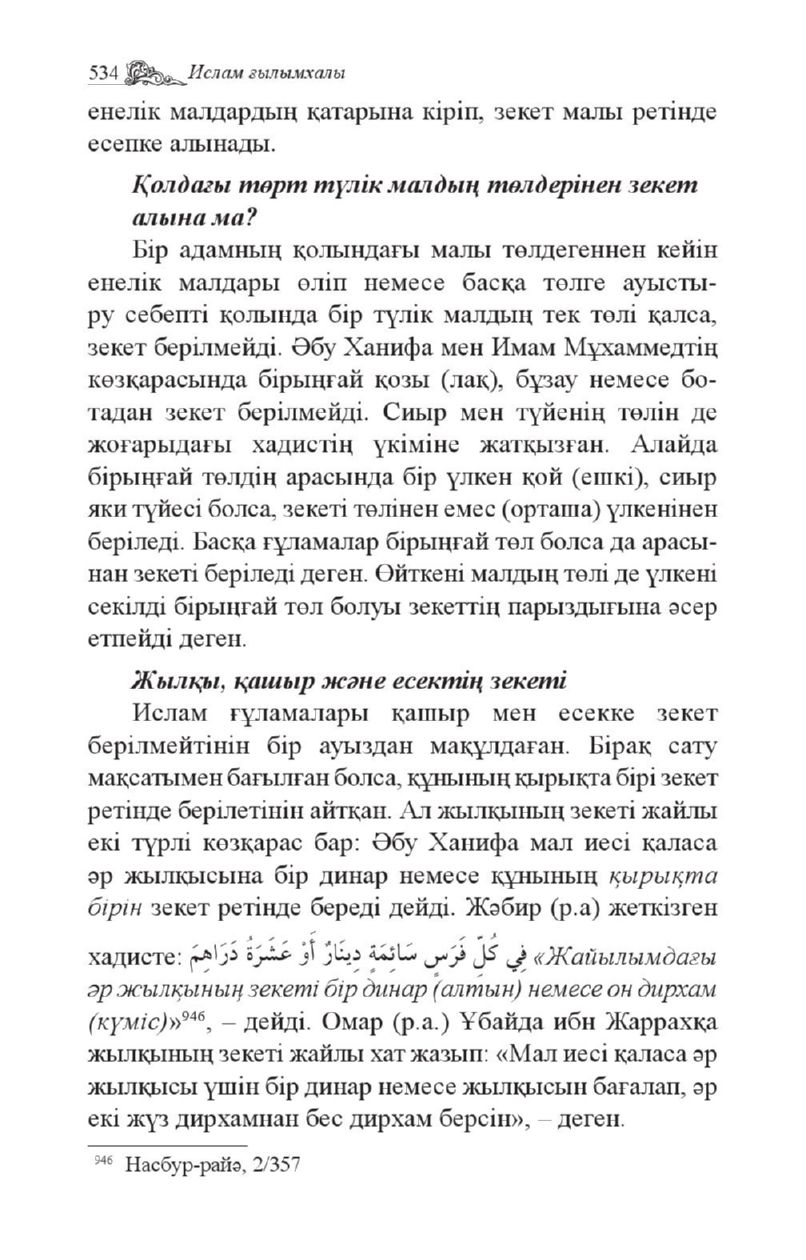 534 Ислам ғылымхалы
енелік малдардың қатарына кіріп, зекет малы ретінде
есепке алынады.
Қолдағы төрт түлік малдың төлдерінен зекет
алына ма?
Бір адамның қолындағы малы төлдегеннен кейін
енелік малдары өліп немесе басқа төлге ауысты-
ру себепті қолында бір түлік малдың тек төлі қалса,
зекет берілмейді. Әбу Ханифа мен Имам Мұхаммедтің
көзқарасында бірыңғай қозы (лақ), бұзау немесе бо-
тадан зекет берілмейді. Сиыр мен түйенің төлін де
жоғарыдағы хадистің үкіміне жатқызған. Алайда
бірыңғай төлдің арасында бір үлкен қой (ешкі), сиыр
яки түйесі болса, зекеті төлінен емес (орташа) үлкенінен
беріледі. Басқа ғұламалар бірыңғай төл болса да арасы-
нан зекеті беріледі деген. Өйткені малдың төлі де үлкені
секілді бірыңғай төл болуы зекеттің парыздығына әсер
етпейді деген.
Жылқы, қашыр және есектің зекеті
Ислам ғұламалары қашыр мен есекке зекет
берілмейтінін бір ауыздан мақұлдаған. Бірақ сату
мақсатымен бағылған болса, құнының қырықта бірі зекет
ретінде берілетінін айтқан. Ал жылқының зекеті жайлы
екі түрлі көзқарас бар: Әбу Ханифа мал иесі қаласа
әр жылқысына бір динар немесе құнының қырықта
бірін зекет ретінде береді дейді. Жәбир (р.а) жеткізген
хадисте: فِي كُلِّ فَرَسٍ سَائِمَةٍ دِينَارٌ أَوْ عَشَرَةُ دَرَاهِمَ «Жайылымдағы
әр жылқының зекеті бір динар (алтын) немесе он дирхам
(күміс)»⁹⁴⁶, – дейді. Омар (р.а.) Ұбайда ибн Жаррахқа
жылқының зекеті жайлы хат жазып: «Мал иесі қаласа әр
жылқысы үшін бір динар немесе жылқысын бағалап, әр
екі жүз дирхамнан бес дирхам берсін», – деген.
⁹⁴⁶ Насбур-райә, 2/357